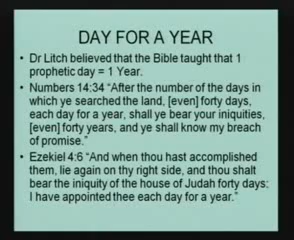 DAY FOR A YEAR
• Dr Litch believed that the Bible taught that 1
prophetic day = 1 Year.
• Numbers 14:34 “After the number of the days in
which ye searched the land, [even] forty days,
each day for a year, shall ye bear your iniquities,
[even] forty years, and ye shall know my breach
of promise.”
• Ezekiel 4:6 “And when thou hast accomplished
them, lie again on thy right side, and thou shalt
bear the iniquity of the house of Judah forty days:
I have appointed thee each day for a year.”